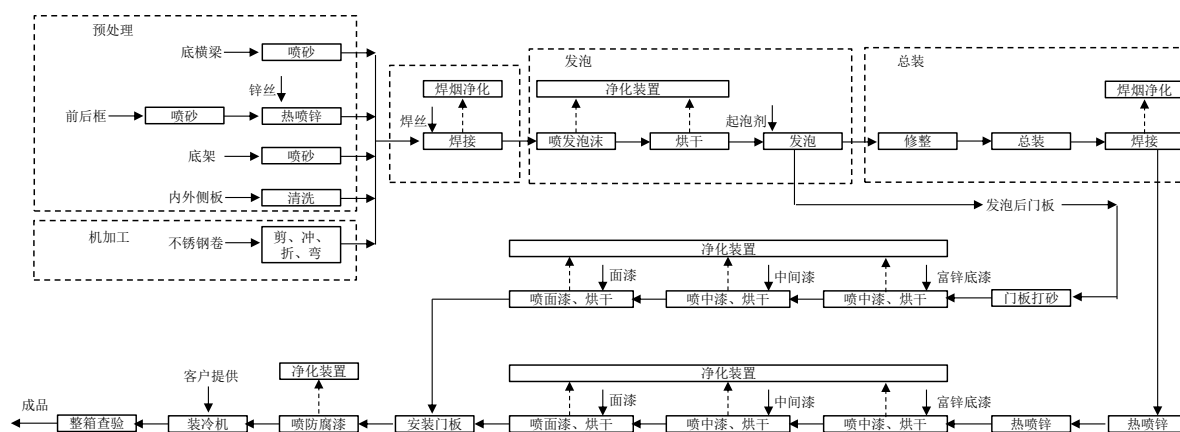 预处理
底横梁
喷砂
锌丝
前后框
喷砂
热喷锌
底架
喷砂
内外侧板
清洗
机加工
不锈钢卷
剪、冲、
折、弯
焊烟净化
焊丝
焊接
发泡
净化装置
起泡剂
喷发泡沫
烘干
发泡
总装
焊烟净化
修整
总装
焊接
发泡后门板
净化装置
面漆
中间漆
富锌底漆
喷面漆、烘干
喷中漆、烘干
喷中漆、烘干
门板打砂
客户提供
净化装置
净化装置
成品
面漆
中间漆
富锌底漆
整箱查验
装冷机
喷防腐漆
安装门板
喷面漆、烘干
喷中漆、烘干
喷中漆、烘干
热喷锌
热喷锌